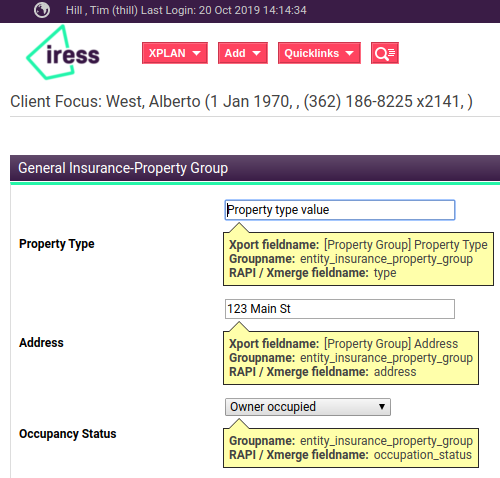 Hill , Tim (thill) Last Login: 20 Oct 2019 14:14:34
iress
XPLAN Add Quicklinks
Client Focus: West, Alberto (1 Jan 1970, , (362) 186-8225 x2141, )
General Insurance-Property Group
Property type value
Property Type
Xport fieldname: [Property Group] Property Type
Groupname: entity_insurance_property_group
RAPI / Xmerge fieldname: type
123 Main St
Address
Xport fieldname: [Property Group] Address
Groupname: entity_insurance_property_group
RAPI / Xmerge fieldname: address
Owner occupied
Occupancy Status
Groupname: entity_insurance_property_group
RAPI / Xmerge fieldname: occupation_status